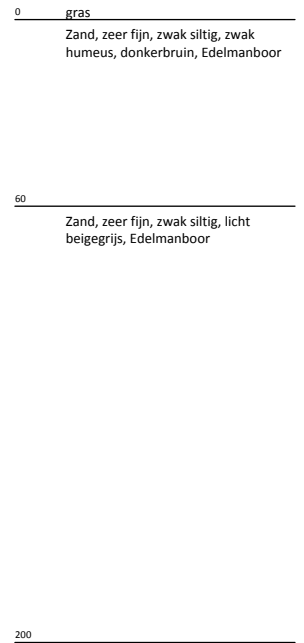 0 gras
Zand, zeer fijn, zwak siltig, zwak
humeus, donkerbruin, Edelmanboor
60
Zand, zeer fijn, zwak siltig, licht
beigegrijs, Edelmanboor
200